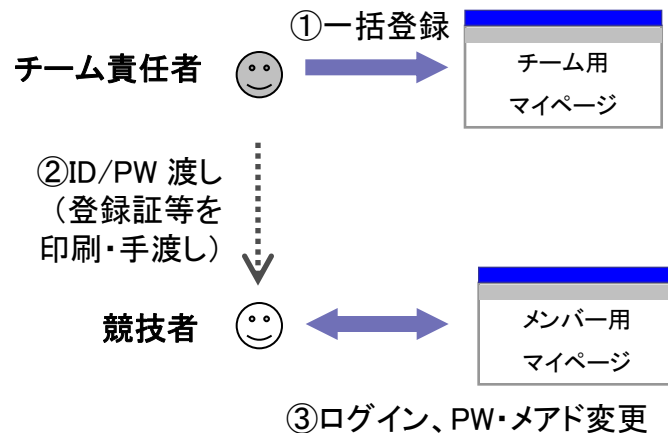 ①一括登録
チーム責任者
チーム用
マイページ
②ID/PW 渡し
（登録証等を
印刷・手渡し）
競技者
メンバー用
マイページ
③ログイン、PW・メアド変更